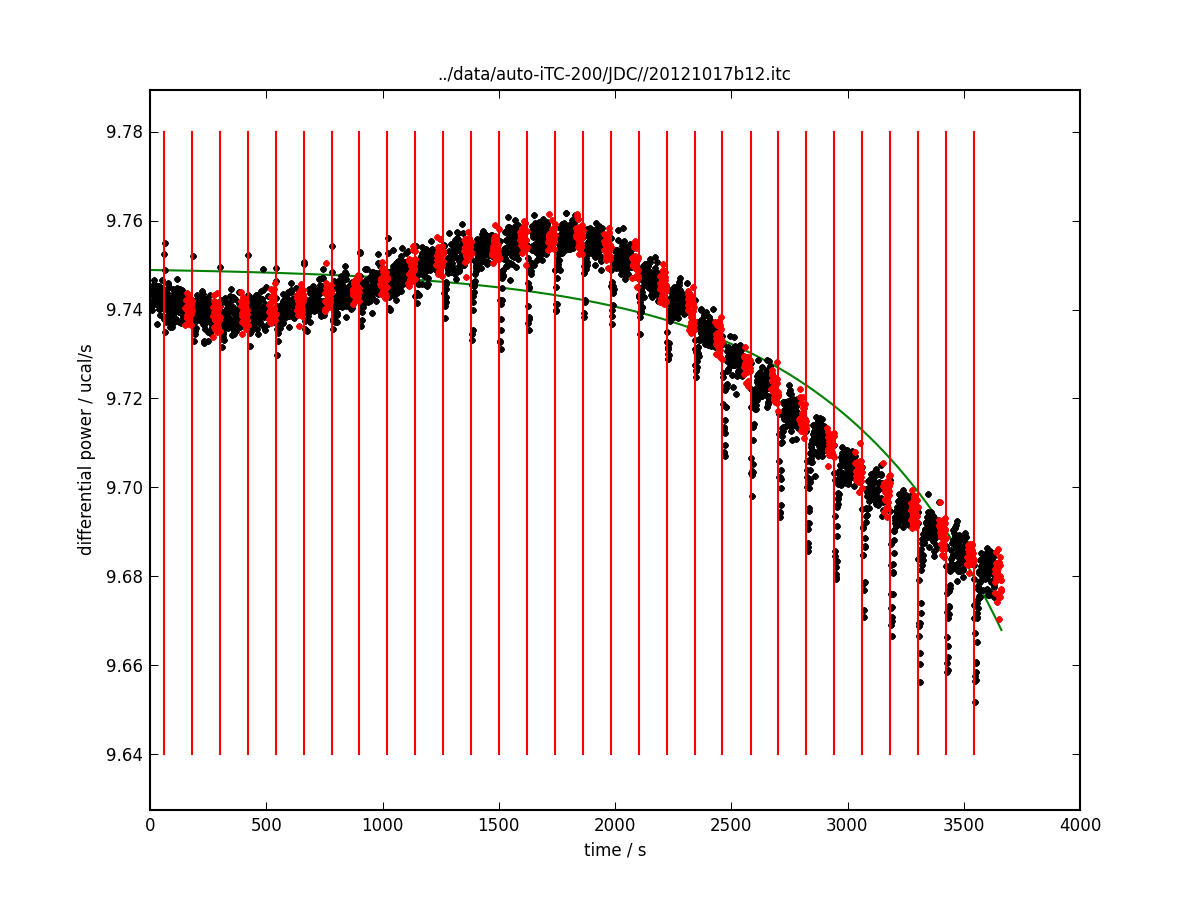 ../data/auto-iTC-200/JDC//20121017b12.itc
differential power / ucal/s
9.78
9.76
9.74
9.72
9.70
9.68
9.66
9.64
0 500 1000 1500 2000 2500 3000 3500 4000
time / s